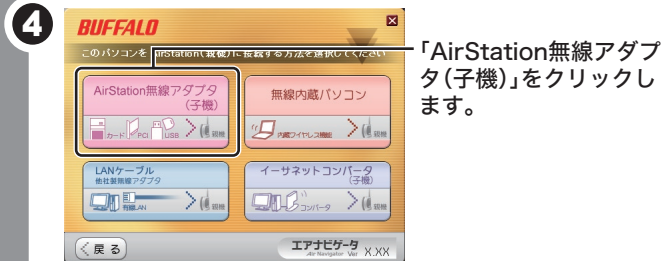 4
BUFFALO
このパソコンを AirStation(親機)に接続する方法を選択してください
AirStation無線アダプタ
(子機)
カード PCI USB 親機
無線内蔵パソコン
内蔵ワイヤレス機能 親機
LANケーブル
他社製無線アダプタ
有線LAN 親機
イーサネットコンバータ
(子機)
コンバータ 親機
戻る
エアナビゲータ
Air Navigator Ver X.XX
「AirStation無線アダプ
タ(子機)」をクリックし
ます。